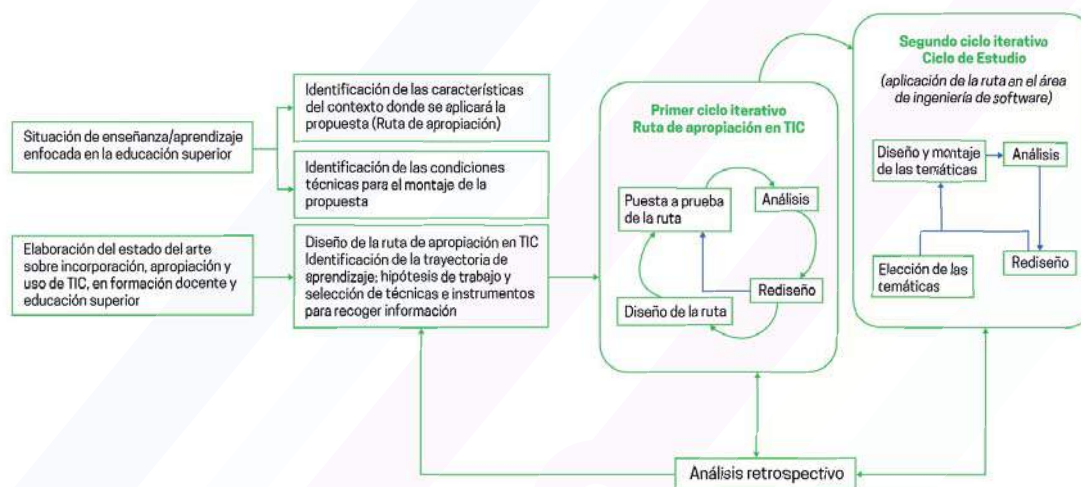 Situación de enseñanza/aprendizaje
enfocada en la educación superior
Identificación de las características
del contexto donde se aplicará la
propuesta (Ruta de apropiación)
Identificación de las condiciones
técnicas para el montaje de la
propuesta
Elaboración del estado del arte
sobre incorporación, apropiación y
uso de TIC, en formación docente y
educación superior
Diseño de la ruta de apropiación en TIC
Identificación de la trayectoria de
aprendizaje; hipótesis de trabajo y
selección de técnicas e instrumentos
para recoger información
Primer ciclo iterativo
Ruta de apropiación en TIC
Puesta a prueba
de la ruta
Análisis
Rediseño
Diseño de la ruta
Segundo ciclo iterativo
Ciclo de Estudio
(aplicación de la ruta en el área
de ingeniería de software)
Diseño y montaje
de las temáticas
Análisis
Elección de las
temáticas
Rediseño
Análisis retrospectivo